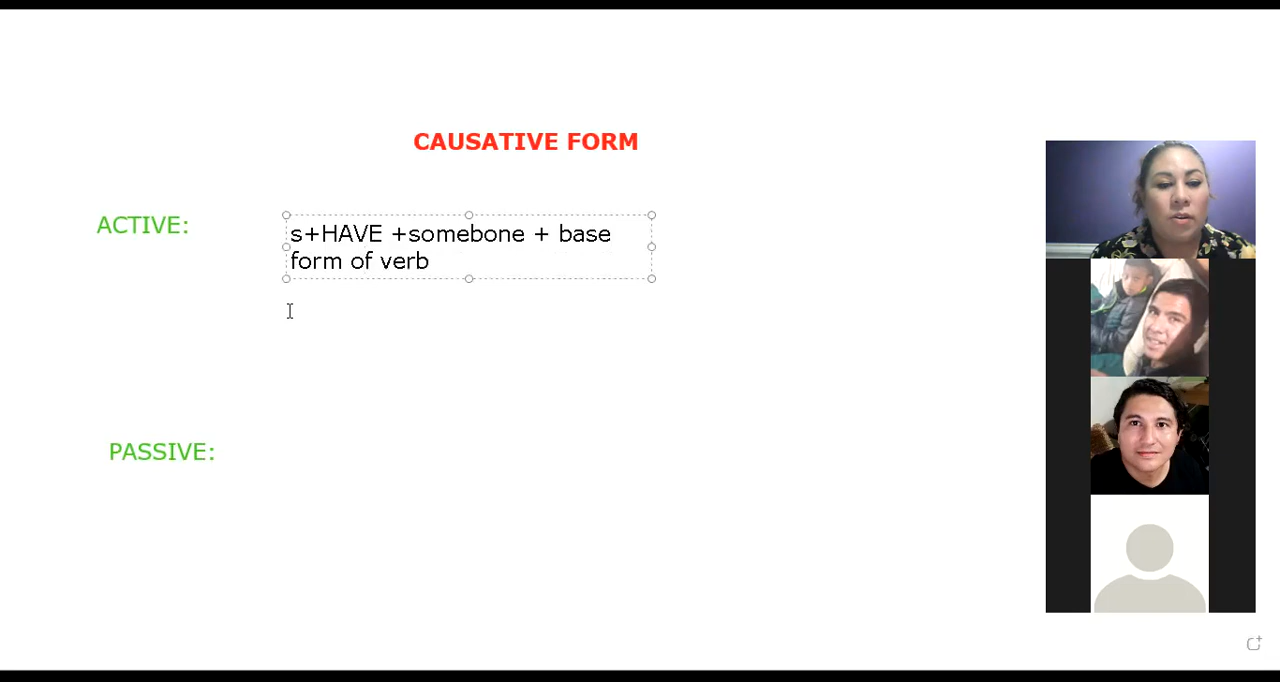 CAUSATIVE FORM
ACTIVE:
s+HAVE +somebone + base
form of verb
PASSIVE: